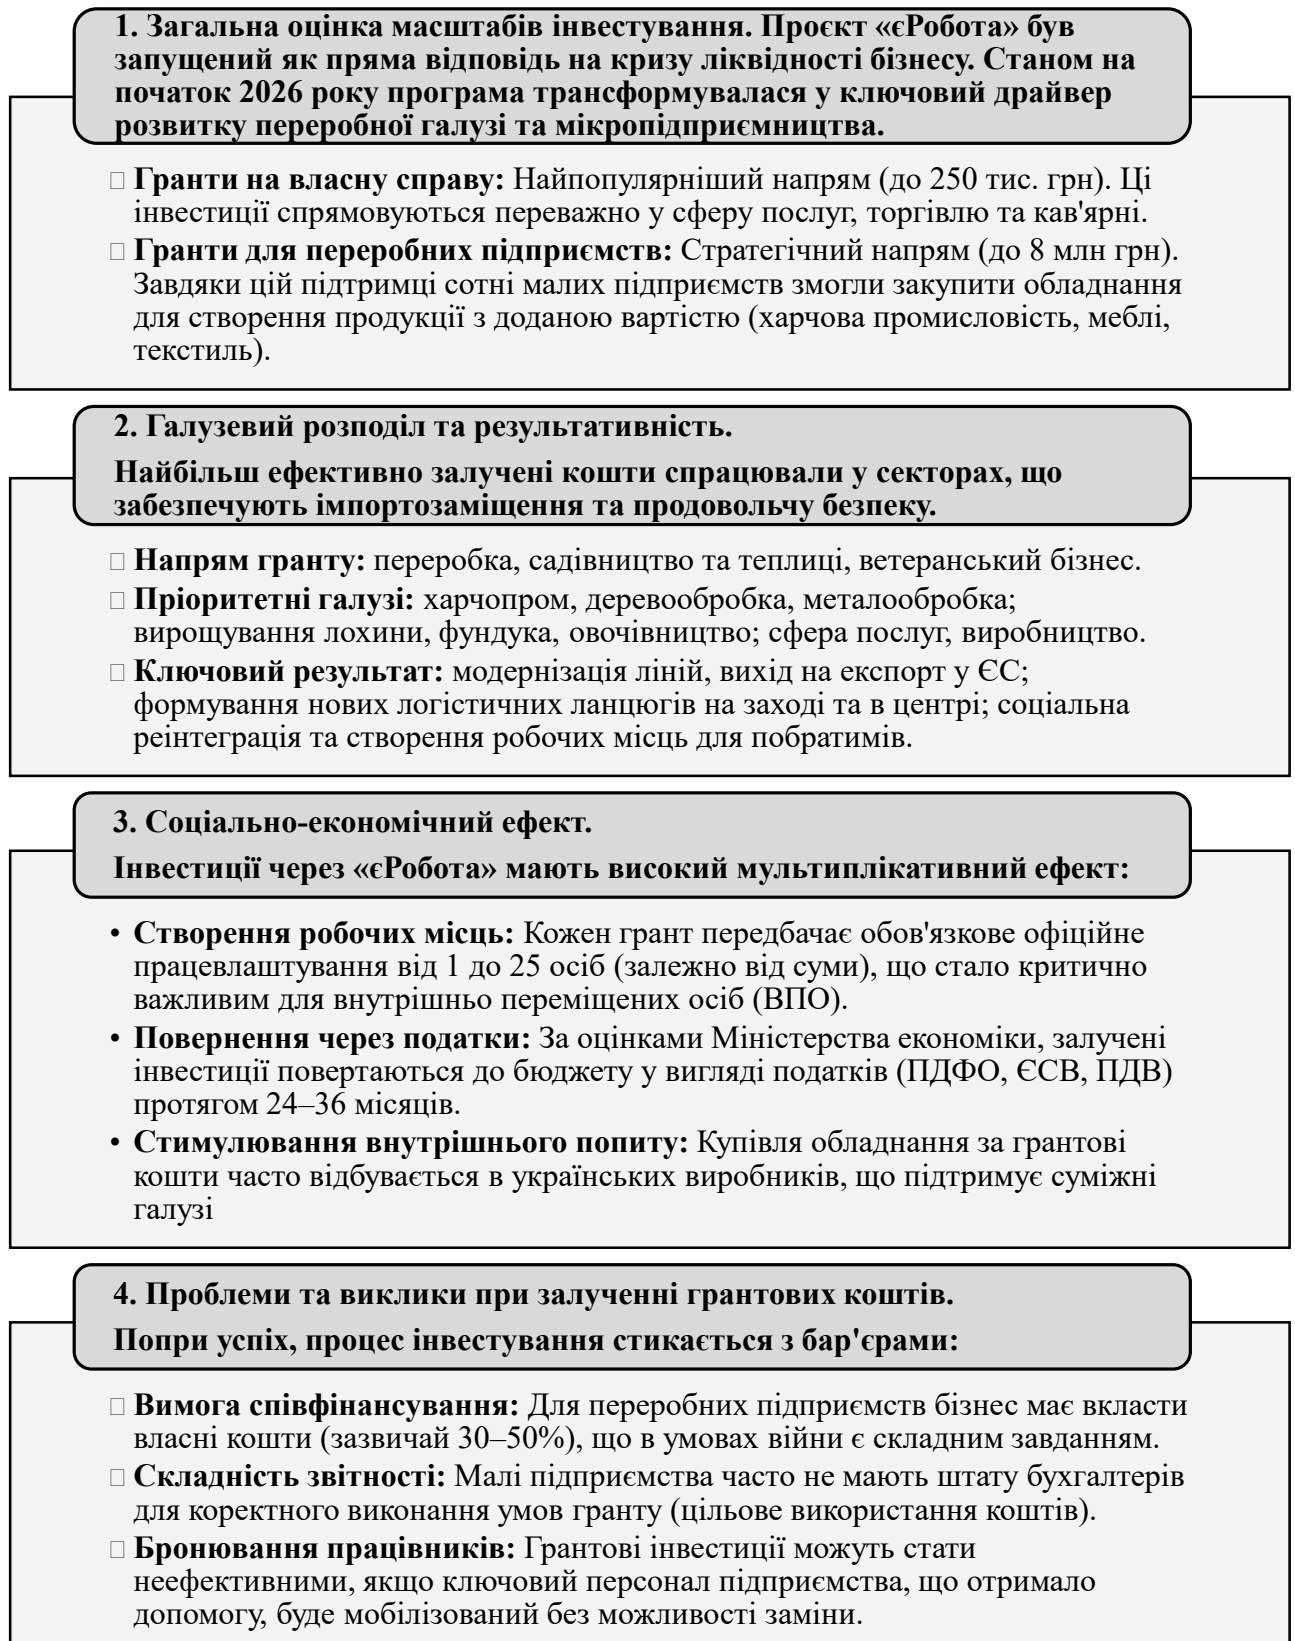 1. Загальна оцінка масштабів інвестування. Проєкт «єРобота» був
запущений як пряма відповідь на кризу ліквідності бізнесу. Станом на
початок 2026 року програма трансформувалася у ключовий драйвер
розвитку переробної галузі та мікропідприємництва.
□ Гранти на власну справу: Найпопулярніший напрям (до 250 тис. грн). Ці
інвестиції спрямовуються переважно у сферу послуг, торгівлю та кав'ярні.
□ Гранти для переробних підприємств: Стратегічний напрям (до 8 млн грн).
Завдяки цій підтримці сотні малих підприємств змогли закупити обладнання
для створення продукції з доданою вартістю (харчова промисловість, меблі,
текстиль).
2. Галузевий розподіл та результативність.
Найбільш ефективно залучені кошти спрацювали у секторах, що
забезпечують імпортозаміщення та продовольчу безпеку.
□ Напрям гранту: переробка, садівництво та теплиці, ветеранський бізнес.
□ Пріоритетні галузі: харчопром, деревообробка, металообробка;
вирощування лохини, фундука, овочівництво; сфера послуг, виробництво.
□ Ключовий результат: модернізація ліній, вихід на експорт у ЄС;
формування нових логістичних ланцюгів на заході та в центрі; соціальна
реінтеграція та створення робочих місць для побратимів.
3. Соціально-економічний ефект.
Інвестиції через «єРобота» мають високий мультиплікативний ефект:
• Створення робочих місць: Кожен грант передбачає обов'язкове офіційне
працевлаштування від 1 до 25 осіб (залежно від суми), що стало критично
важливим для внутрішньо переміщених осіб (ВПО).
• Повернення через податки: За оцінками Міністерства економіки, залучені
інвестиції повертаються до бюджету у вигляді податків (ПДФО, ЄСВ, ПДВ)
протягом 24–36 місяців.
• Стимулювання внутрішнього попиту: Купівля обладнання за грантові
кошти часто відбувається в українських виробників, що підтримує суміжні
галузі
4. Проблеми та виклики при залученні грантових коштів.
Попри успіх, процес інвестування стикається з бар'єрами:
□ Вимога співфінансування: Для переробних підприємств бізнес має вкласти
власні кошти (зазвичай 30–50%), що в умовах війни є складним завданням.
□ Складність звітності: Малі підприємства часто не мають штату бухгалтерів
для коректного виконання умов гранту (цільове використання коштів).
□ Бронювання працівників: Грантові інвестиції можуть стати
неефективними, якщо ключовий персонал підприємства, що отримало
допомогу, буде мобілізований без можливості заміни.